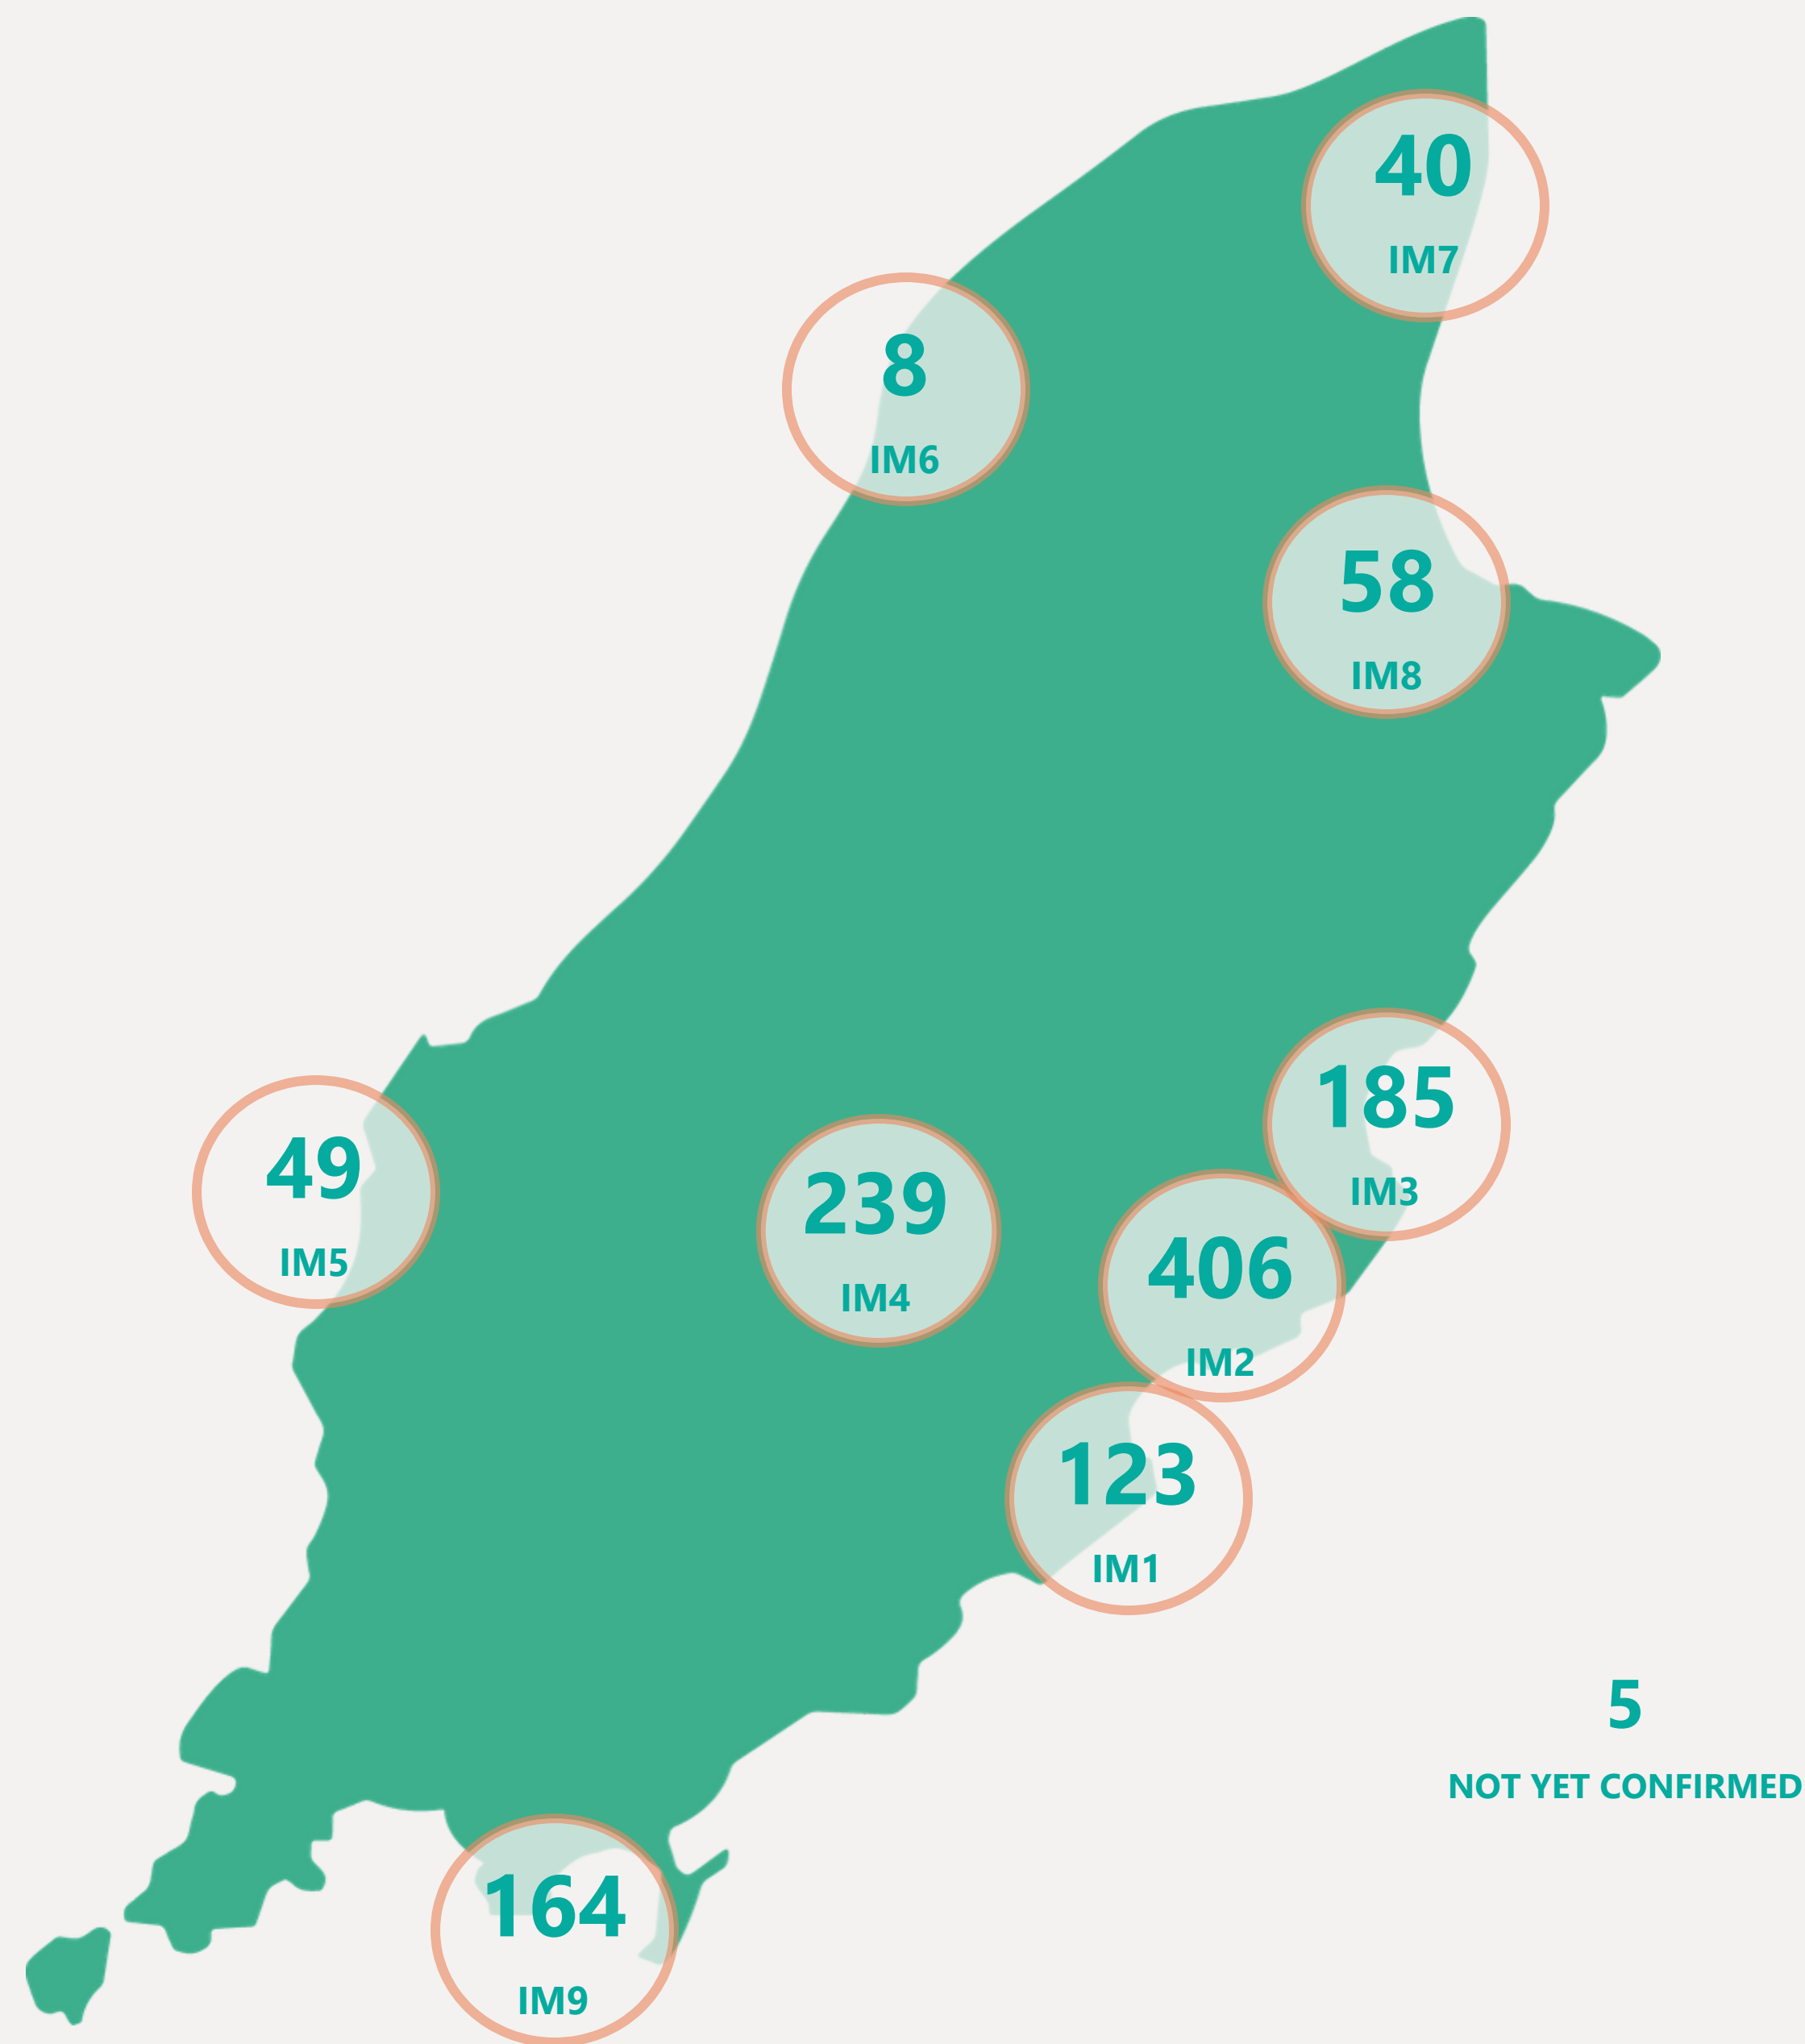 40
IM7
8
IM6
58
IM8
185
IM3
49
IM5
239
IM4
406
IM2
123
IM1
5
NOT YET CONFIRMED
164
IM9